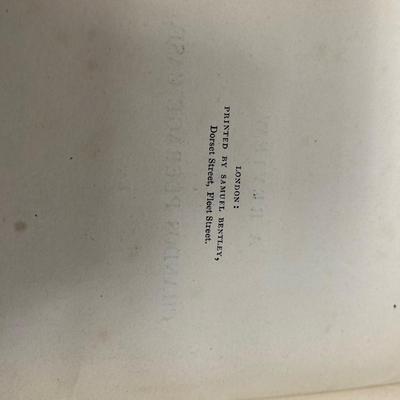 LONDON:
PRINTED BY SAMUEL BENTLEY,
Dorset Street, Fleet Street.